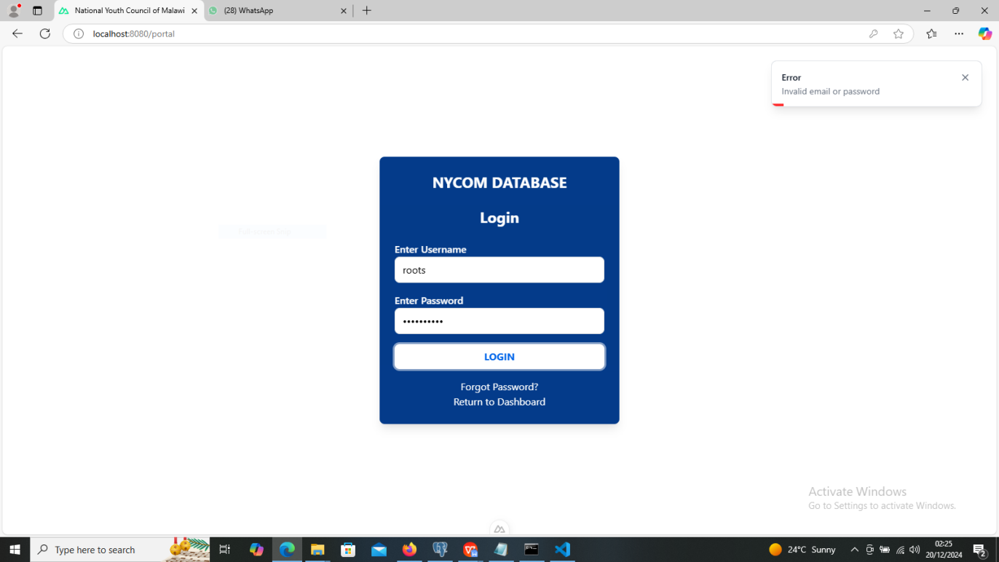 National Youth Council of Malawi
(28) WhatsApp
localhost:8080/portal
Error
Invalid email or password
NYCOM DATABASE
Login
Enter Username
roots
Enter Password
••••••••••
LOGIN
Forgot Password?
Return to Dashboard
Activate Windows
Go to Settings to activate Windows.
Type here to search
24°C Sunny
02:25
20/12/2024
2